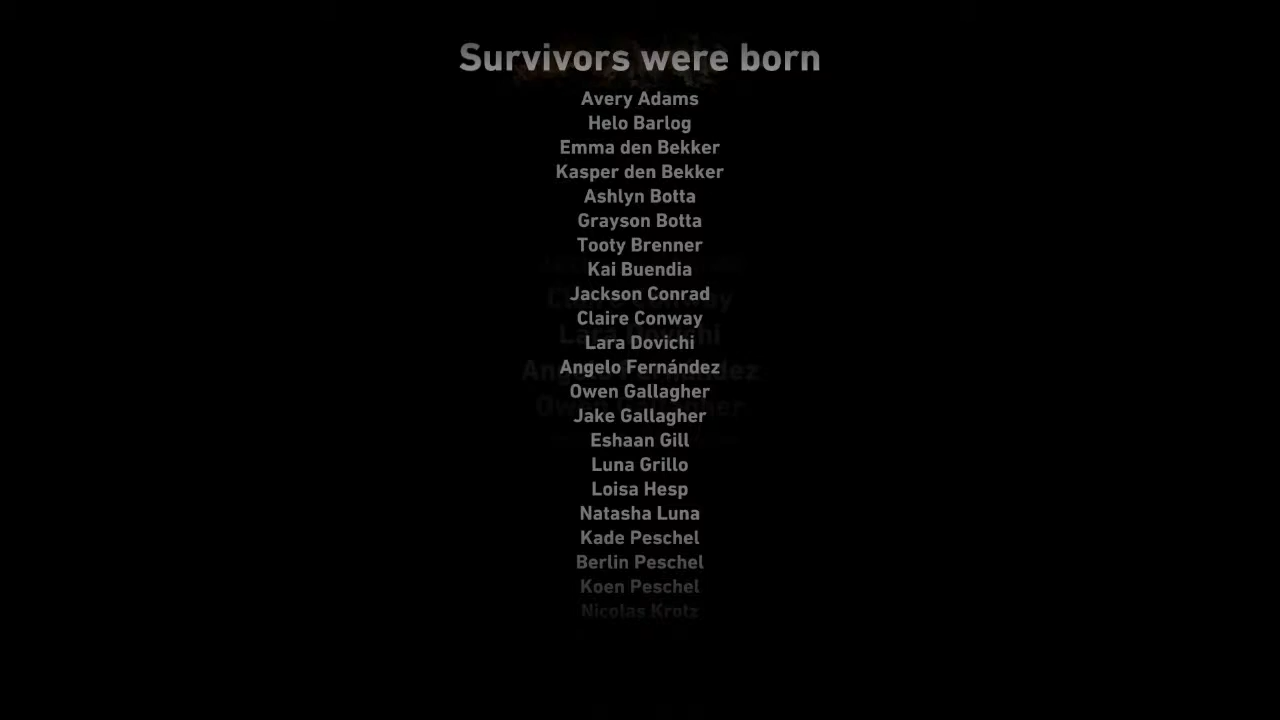 Survivors were born
Avery Adams
Helo Barlog
Emma den Bekker
Kasper den Bekker
Ashlyn Botta
Grayson Botta
Tooty Brenner
Kai Buendia
Jackson Conrad
Claire Conway
Lara Dovichi
Angelo Fernández
Owen Gallagher
Jake Gallagher
Eshaan Gill
Luna Grillo
Loisa Hesp
Natasha Luna
Kade Peschel
Berlin Peschel
Koen Peschel
Nicolas Krotz